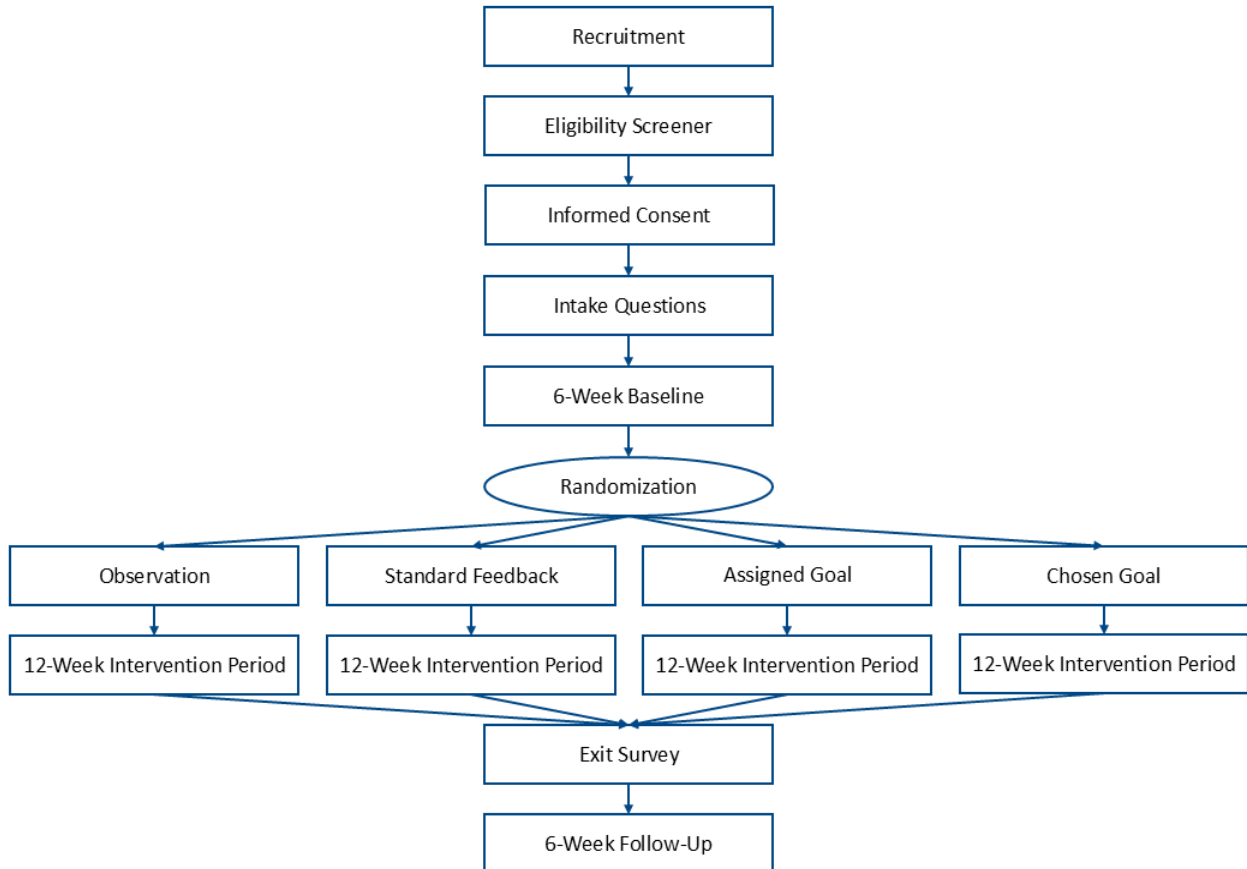 Recruitment
Eligibility Screener
Informed Consent
Intake Questions
6-Week Baseline
Randomization
Observation
Standard Feedback
Assigned Goal
Chosen Goal
12-Week Intervention Period
12-Week Intervention Period
12-Week Intervention Period
12-Week Intervention Period
Exit Survey
6-Week Follow-Up